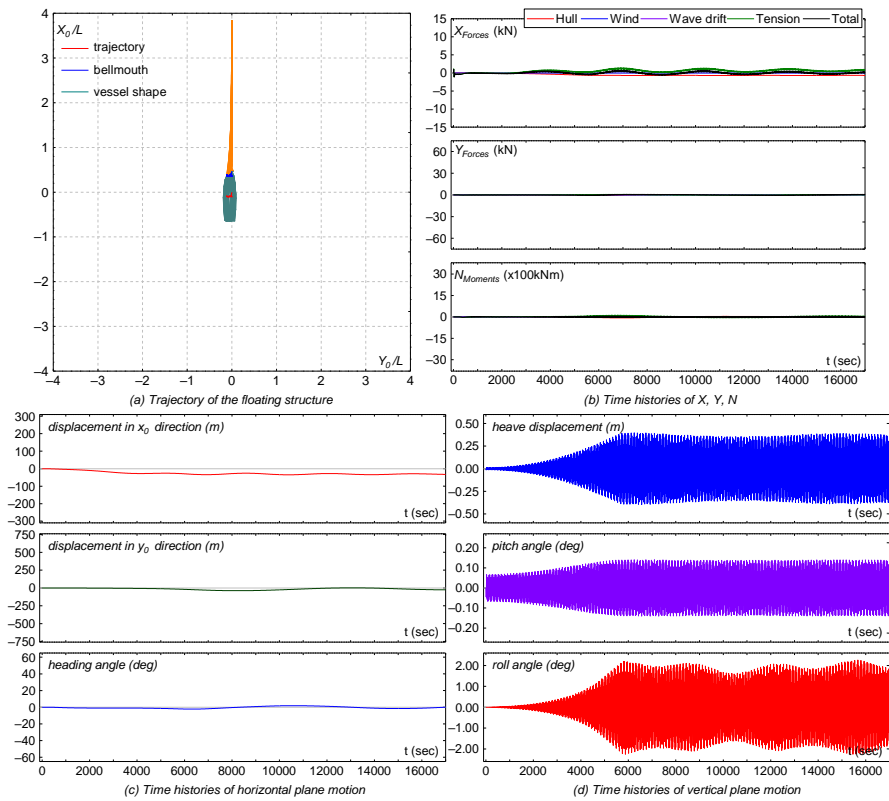 X0/L
trajectory
bellmouth
vessel shape
4
3
2
1
0
−1
−2
−3
−4
Y0/L
−4 −3 −2 −1 0 1 2 3 4
(a) Trajectory of the floating structure
Hull Wind Wave drift Tension Total
XForces (kN)
15
10
5
0
−5
−10
−15
YForces (kN)
60
30
0
−30
−60
NMoments (x100kNm)
30
15
0
−15
−30
t (sec)
0 2000 4000 6000 8000 10000 12000 14000 16000
(b) Time histories of X, Y, N
displacement in x0 direction (m)
300
200
100
0
−100
−200
−300
t (sec)
displacement in y0 direction (m)
750
500
250
0
−250
−500
−750
t (sec)
heading angle (deg)
60
40
20
0
−20
−40
−60
t (sec)
0 2000 4000 6000 8000 10000 12000 14000 16000
(c) Time histories of horizontal plane motion
heave displacement (m)
0.50
0.25
0.00
−0.25
−0.50
t (sec)
pitch angle (deg)
0.20
0.10
0.00
−0.10
−0.20
t (sec)
roll angle (deg)
2.00
1.00
0.00
−1.00
−2.00
t (sec)
0 2000 4000 6000 8000 10000 12000 14000 16000
(d) Time histories of vertical plane motion